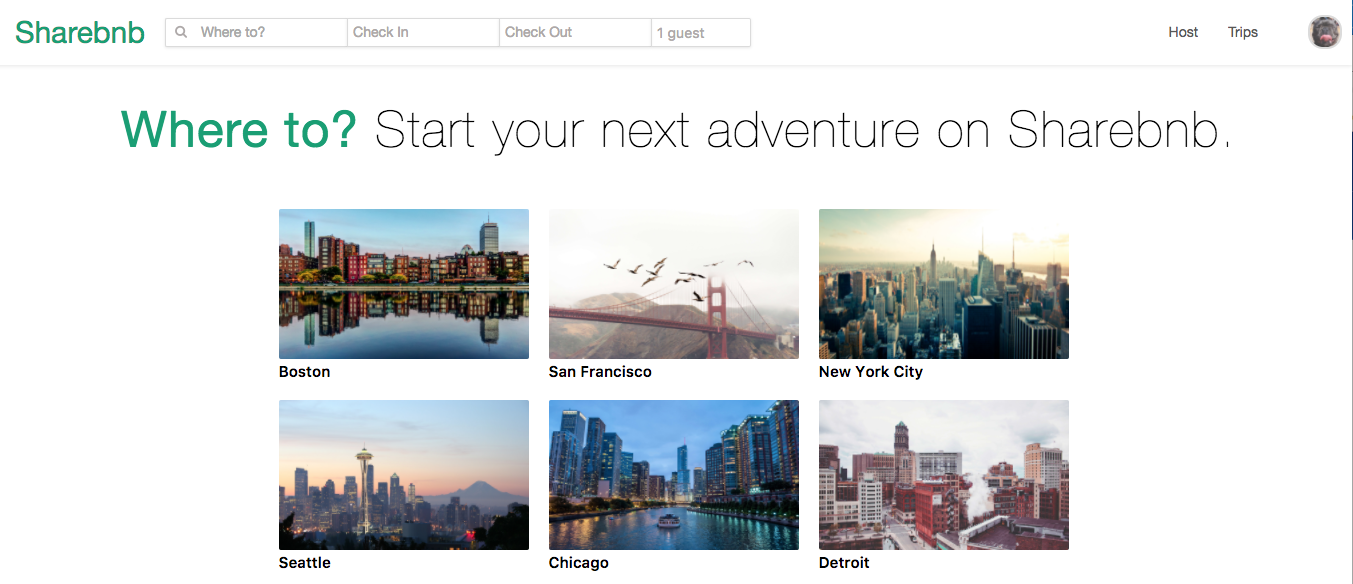 Sharebnb Where to? Check In Check Out 1 guest Host Trips
Where to? Start your next adventure on Sharebnb.
Boston San Francisco New York City
Seattle Chicago Detroit